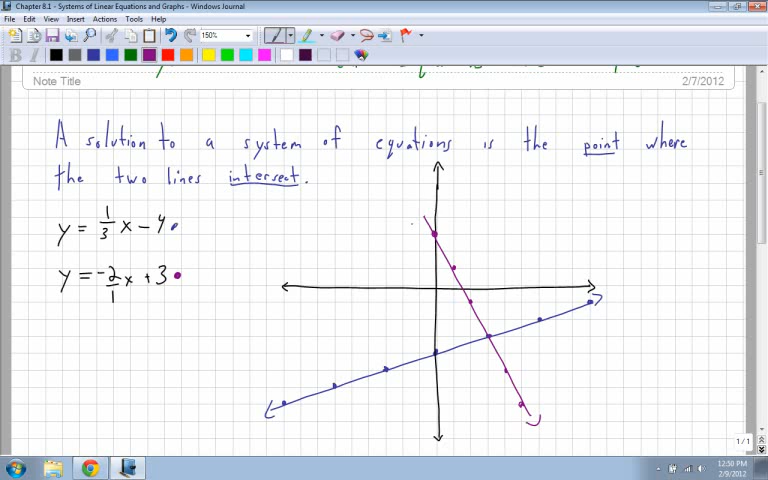 Chapter 8.1 - Systems of Linear Equations and Graphs - Windows Journal
File Edit View Insert Actions Tools Help
150%
B I
Note Title
2/7/2012
A solution to a system of equations is the point where
the two lines intersect.
y = 1/3 x - 4
y = -2/1 x + 3
1 / 1
12:50 PM
2/9/2012